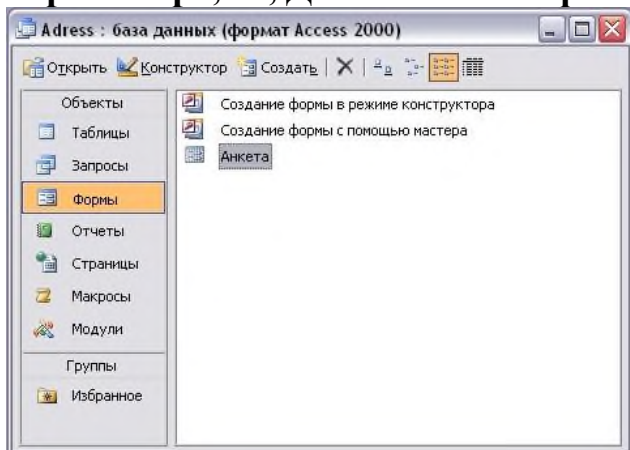 Adress : база данных (формат Access 2000)
Открыть Конструктор Создать
Объекты
Таблицы
Запросы
Формы
Отчеты
Страницы
Макросы
Модули
Группы
Избранное
Создание формы в режиме конструктора
Создание формы с помощью мастера
Анкета